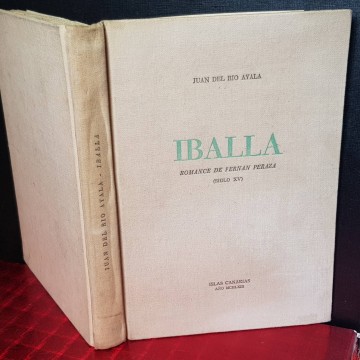 JUAN DEL RIO AYALA - IBALLA
JUAN DEL RIO AYALA
IBALLA
ROMANCE DE FERNAN PERAZA
(SIGLO XV)
ISLAS CANARIAS